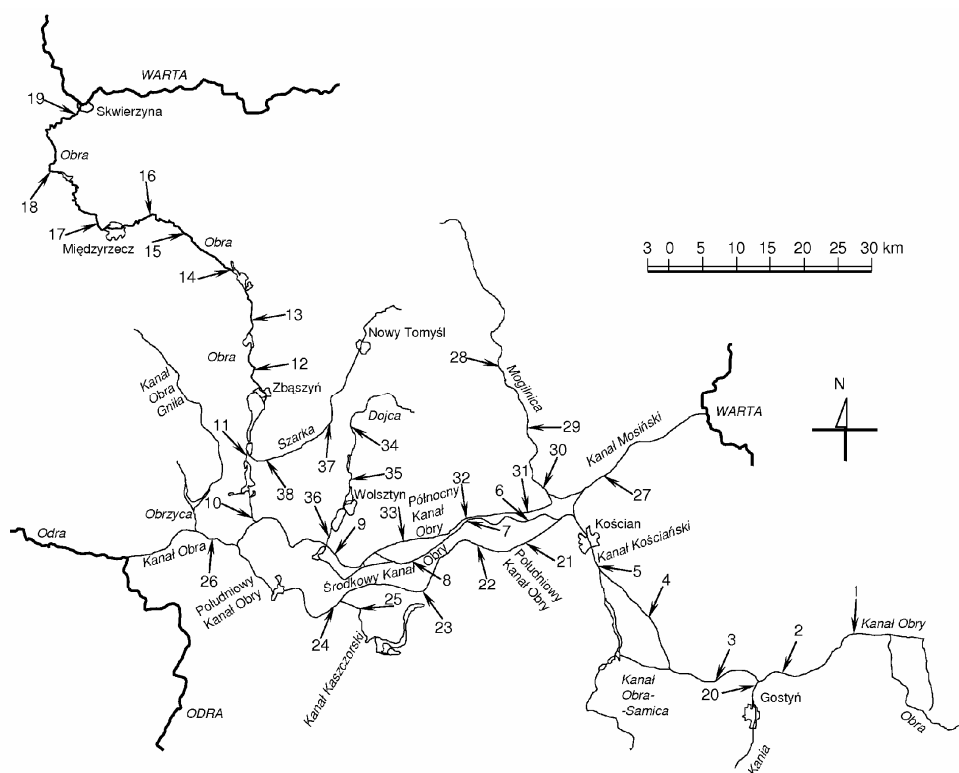 WARTA
19
Skwierzyna
Obra
16
18
17
Międzyrzecz
15
Obra
14
3 0 5 10 15 20 25 30 km
13
Nowy Tomyśl
28
Obra
12
Kanał
Obra
Gniła
Zbąszyń
Mogilnica
N
WARTA
Dojca
11
Szarka
34
29
37
38
35
30
Kanał Mosiński
36
Wolsztyn
32
31
27
33
Północny
Kanał
Obry
6
10
9
7
Obrzyca
Kościan
Odra
Kanał Obra
Środkowy Kanał Obry
8
22
21
Kanał Kościański
5
26
Południowy
Kanał Obry
Południowy
Kanał Obry
4
25
23
24
1
Kanał Obry
Kanał Kaszczorski
3
2
Kanał
Obra-
-Samica
20
Gostyń
Obra
ODRA
Kania